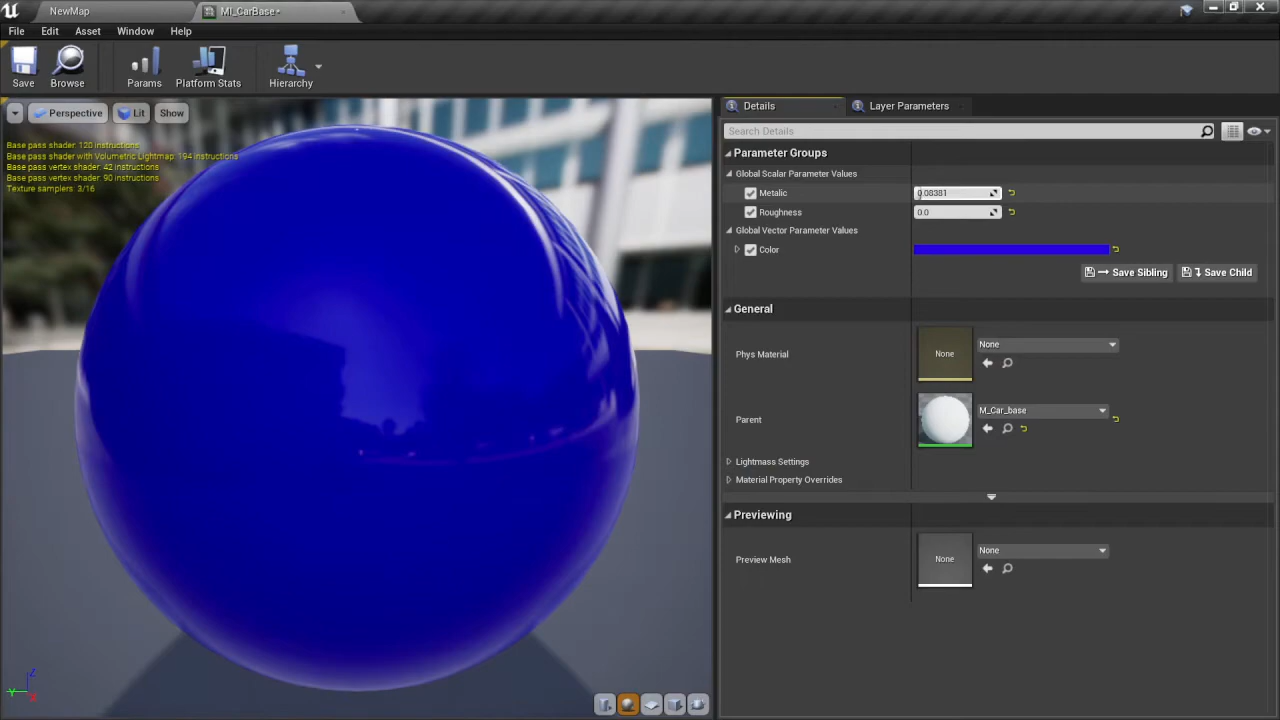 NewMap
MI_CarBase*
File Edit Asset Window Help
Save Browse Params Platform Stats Hierarchy
Perspective Lit Show
Base pass shader: 120 instructions
Base pass shader with Volumetric Lightmap: 194 instructions
Base pass vertex shader: 42 instructions
Base pass vertex shader: 90 instructions
Texture samplers: 3/16
Details
Layer Parameters
Search Details
Parameter Groups
Global Scalar Parameter Values
Metalic 0.08381
Roughness 0.0
Global Vector Parameter Values
Color
Save Sibling Save Child
General
Phys Material None None
Parent M_Car_base
Lightmass Settings
Material Property Overrides
Previewing
Preview Mesh None None
Z
Y
X